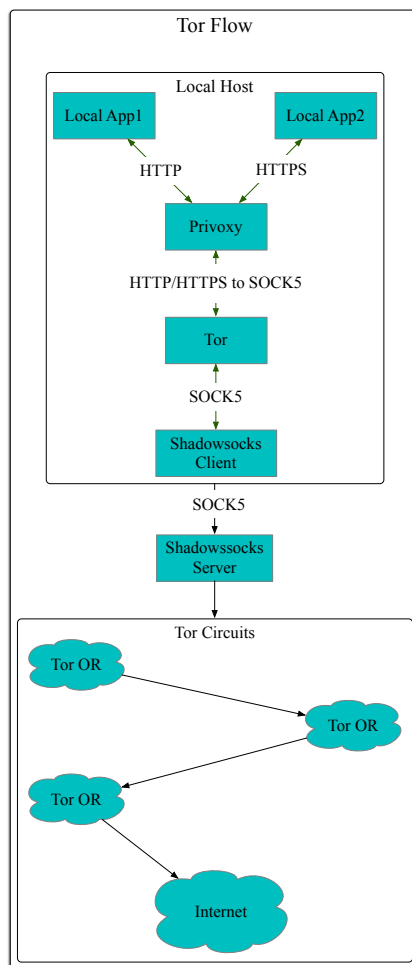 Tor Flow
Local Host
Local App1
Local App2
HTTP
HTTPS
Privoxy
HTTP/HTTPS to SOCK5
Tor
SOCK5
Shadowsocks
Client
SOCK5
Shadowssocks
Server
Tor Circuits
Tor OR
Tor OR
Tor OR
Internet